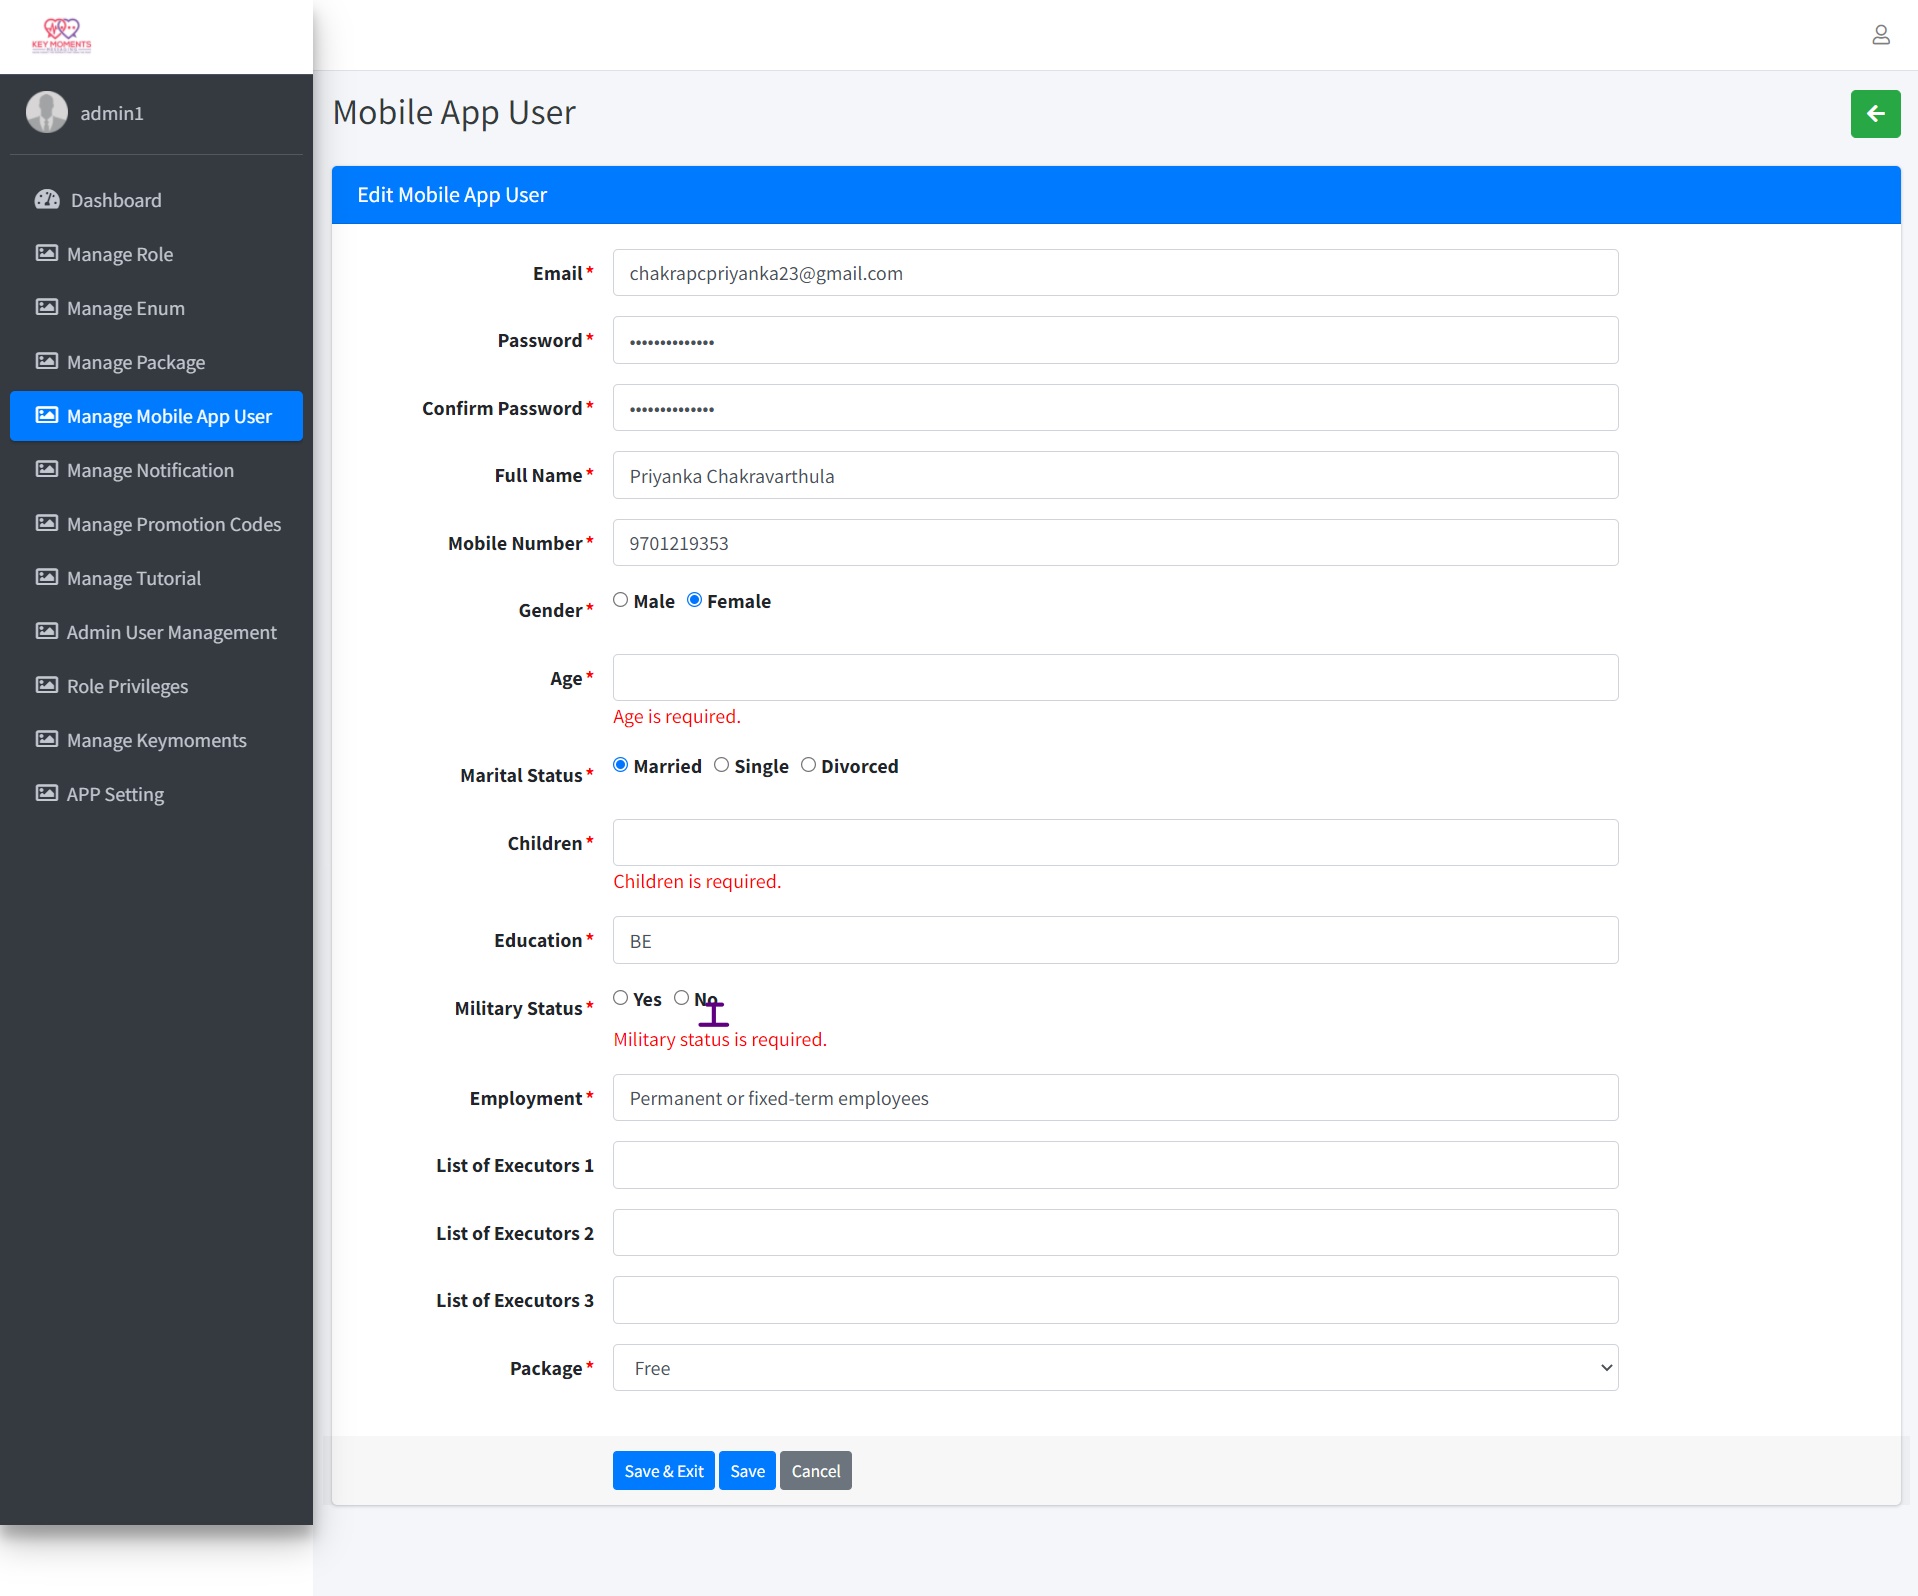 KEY MOMENTS
admin1
Dashboard
Manage Role
Manage Enum
Manage Package
Manage Mobile App User
Manage Notification
Manage Promotion Codes
Manage Tutorial
Admin User Management
Role Privileges
Manage Keymoments
APP Setting
Mobile App User
Edit Mobile App User
Email* chakrapcpriyanka23@gmail.com
Password* ••••••••••••••
Confirm Password* ••••••••••••••
Full Name* Priyanka Chakravarthula
Mobile Number* 9701219353
Gender* Male Female
Age*
Age is required.
Marital Status* Married Single Divorced
Children*
Children is required.
Education* BE
Military Status* Yes No
Military status is required.
Employment* Permanent or fixed-term employees
List of Executors 1
List of Executors 2
List of Executors 3
Package* Free
Save & Exit Save Cancel